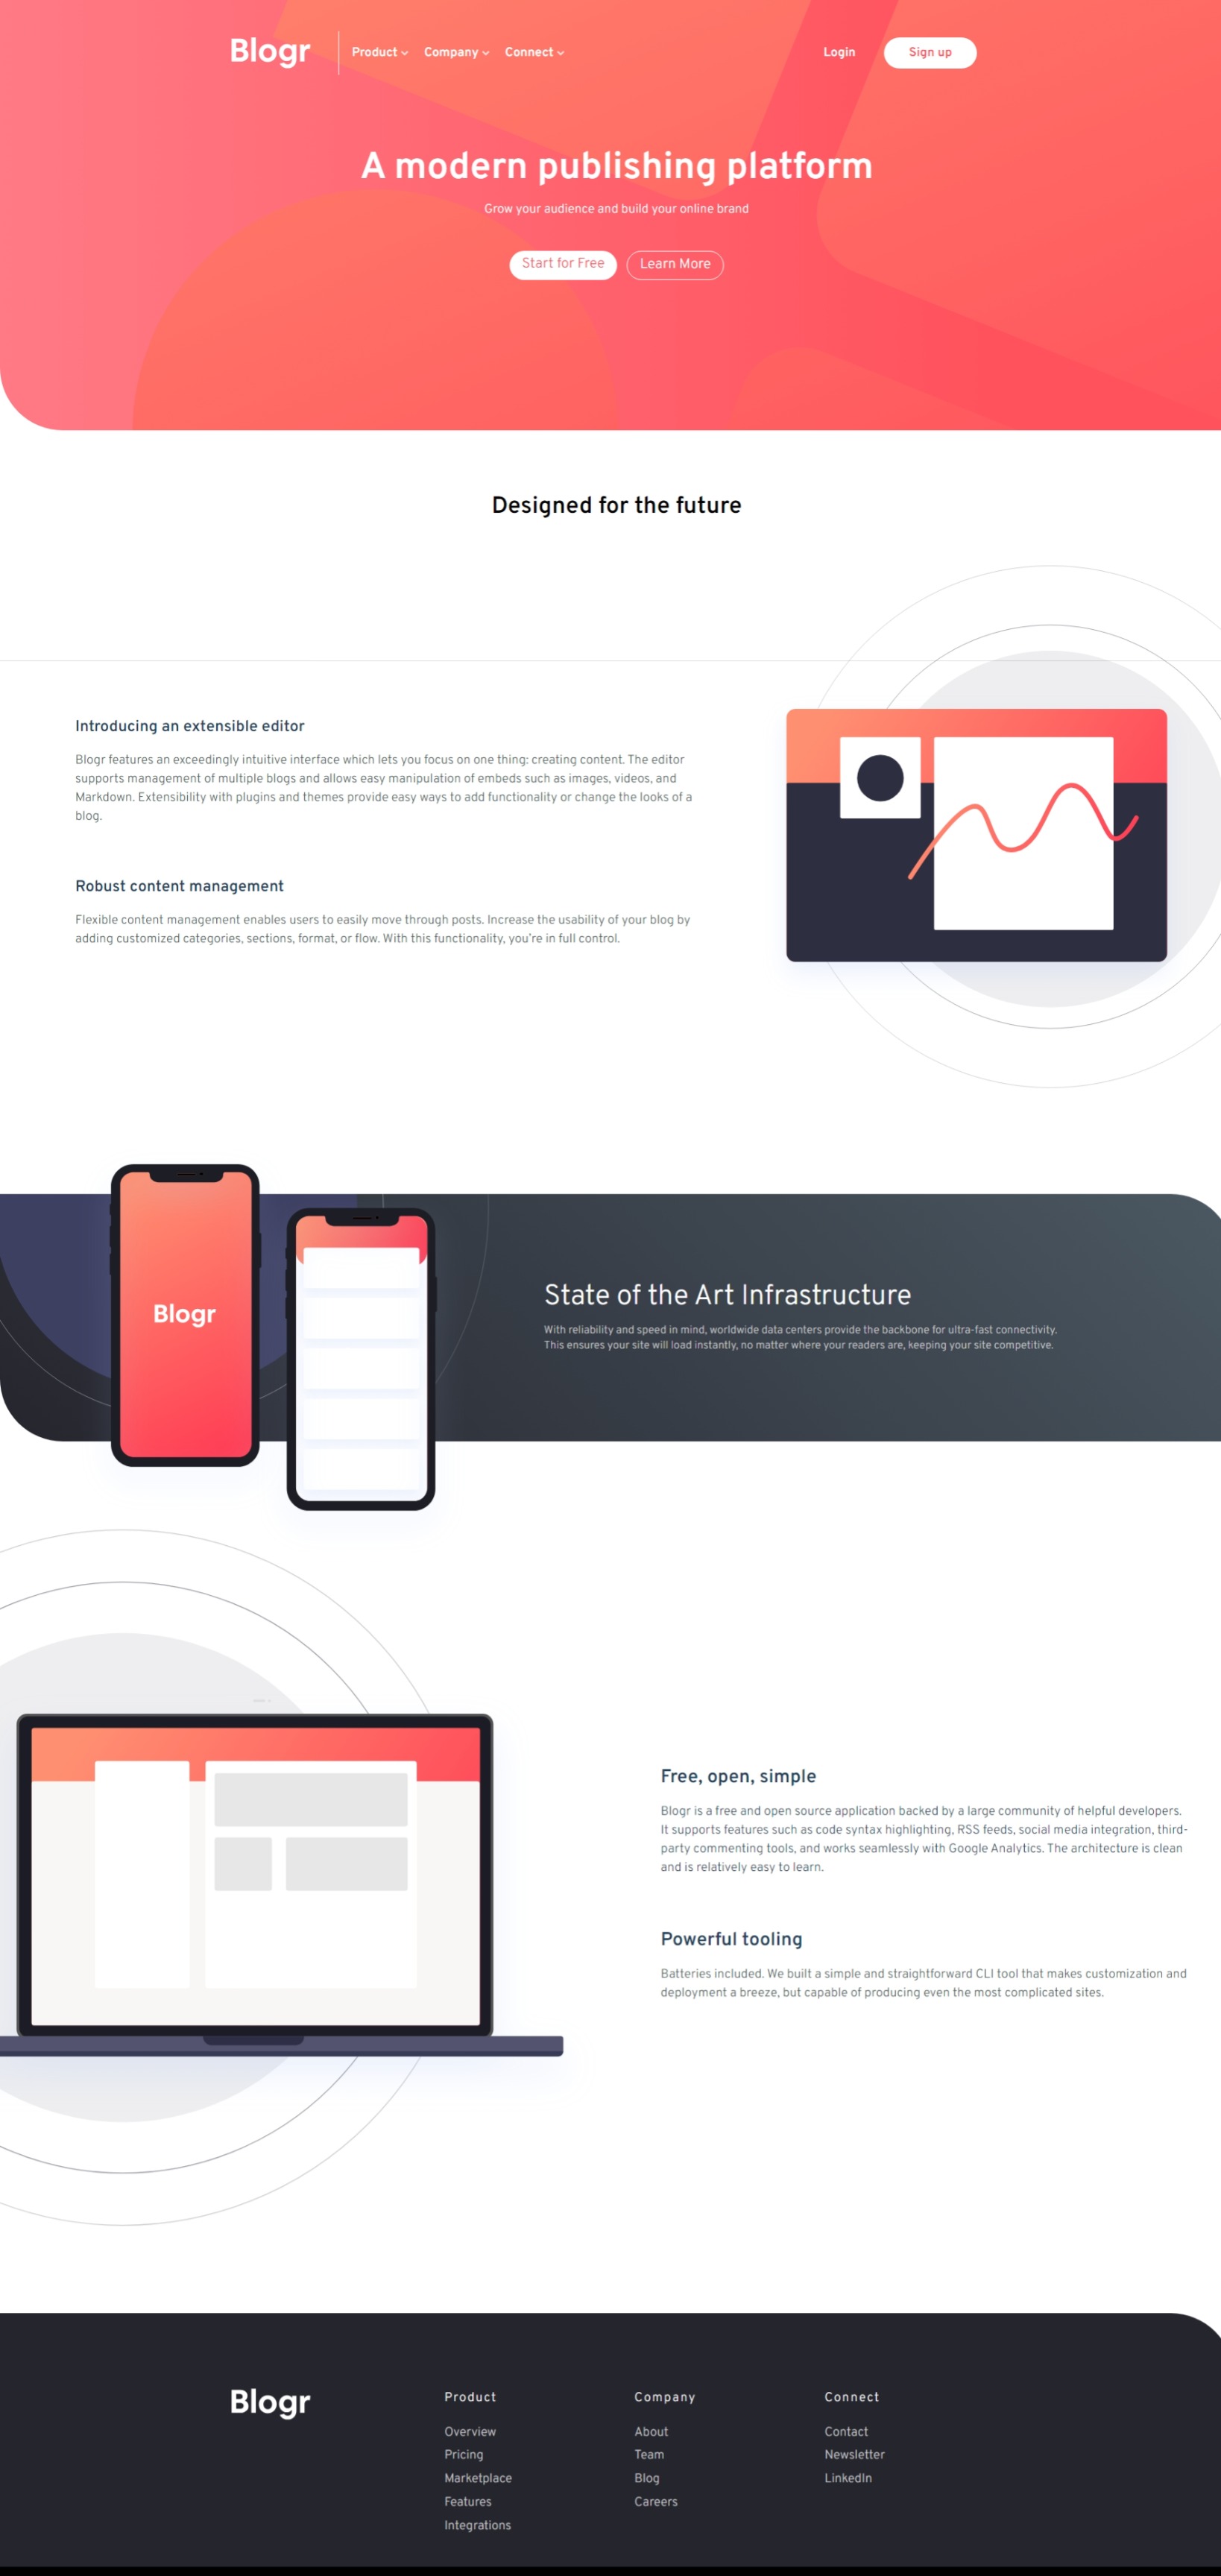 Blogr
Product
Company
Connect
Login
Sign up
A modern publishing platform
Grow your audience and build your online brand
Start for Free
Learn More
Designed for the future
Introducing an extensible editor
Blogr features an exceedingly intuitive interface which lets you focus on one thing: creating content. The editor
supports management of multiple blogs and allows easy manipulation of embeds such as images, videos, and
Markdown. Extensibility with plugins and themes provide easy ways to add functionality or change the looks of a
blog.
Robust content management
Flexible content management enables users to easily move through posts. Increase the usability of your blog by
adding customized categories, sections, format, or flow. With this functionality, you're in full control.
Blogr
State of the Art Infrastructure
With reliability and speed in mind, worldwide data centers provide the backbone for ultra-fast connectivity.
This ensures your site will load instantly, no matter where your readers are, keeping your site competitive.
Free, open, simple
Blogr is a free and open source application backed by a large community of helpful developers.
It supports features such as code syntax highlighting, RSS feeds, social media integration, third-
party commenting tools, and works seamlessly with Google Analytics. The architecture is clean
and is relatively easy to learn.
Powerful tooling
Batteries included. We built a simple and straightforward CLI tool that makes customization and
deployment a breeze, but capable of producing even the most complicated sites.
Blogr
Product
Overview
Pricing
Marketplace
Features
Integrations
Company
About
Team
Blog
Careers
Connect
Contact
Newsletter
LinkedIn